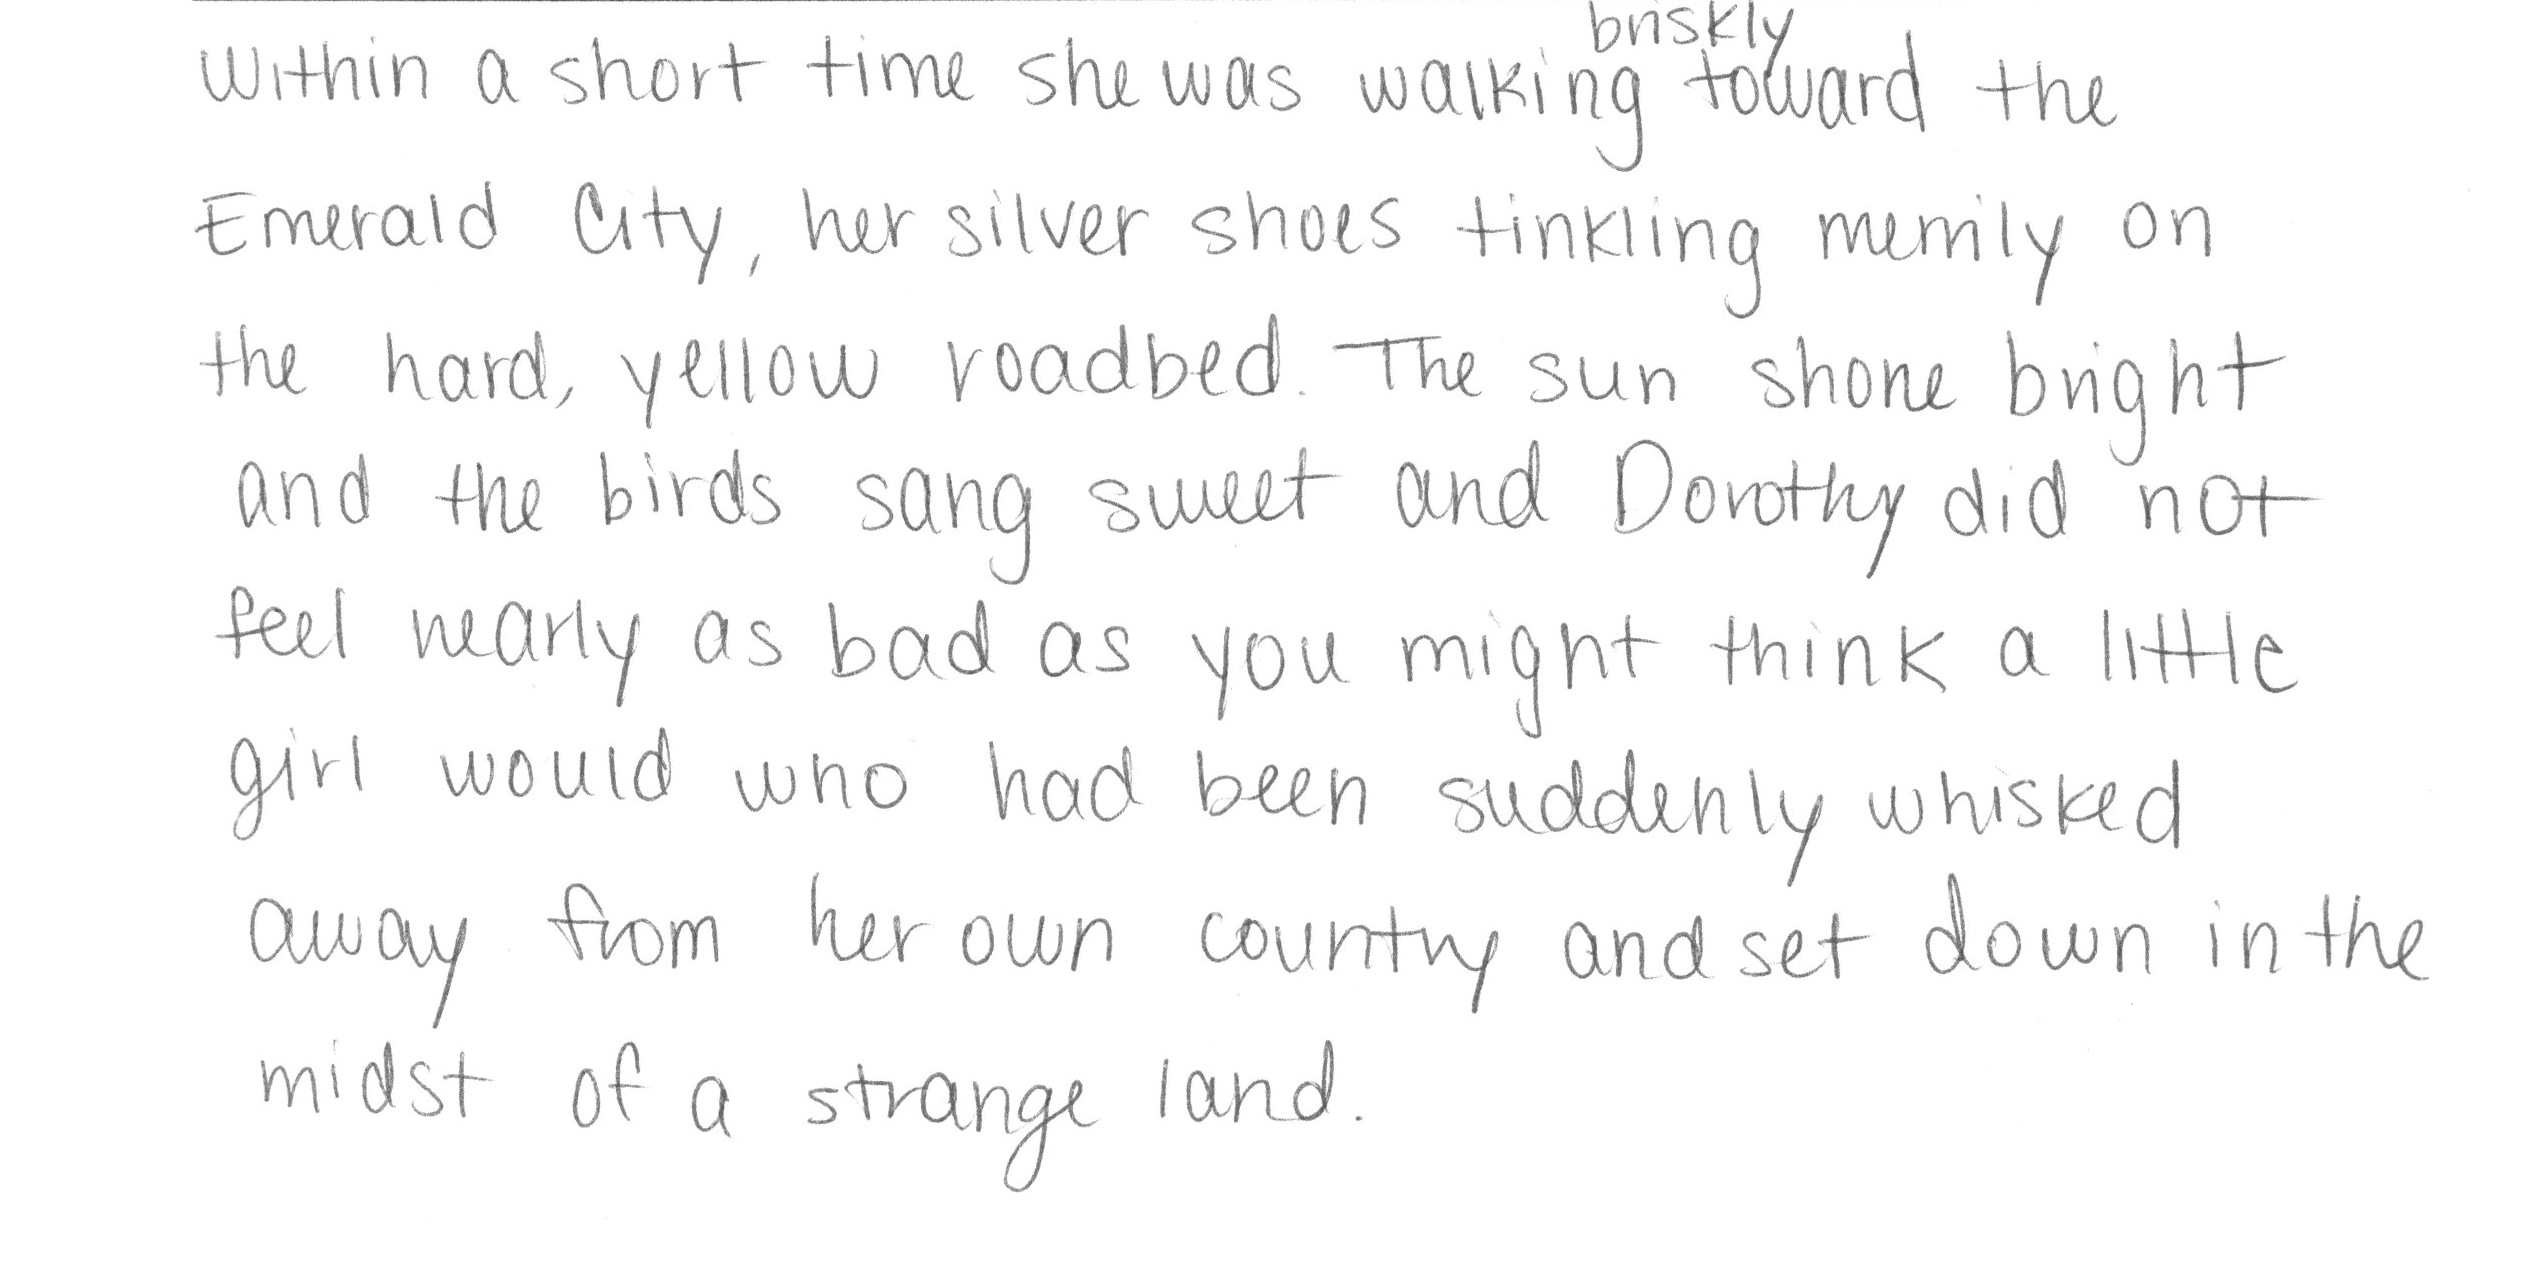 briskly
Within a short time she was walking toward the
Emerald City, her silver shoes tinkling merrily on
the hard, yellow roadbed. The sun shone bright
and the birds sang sweet and Dorothy did not
feel nearly as bad as you might think a little
girl would who had been suddenly whisked
away from her own country and set down in the
midst of a strange land.